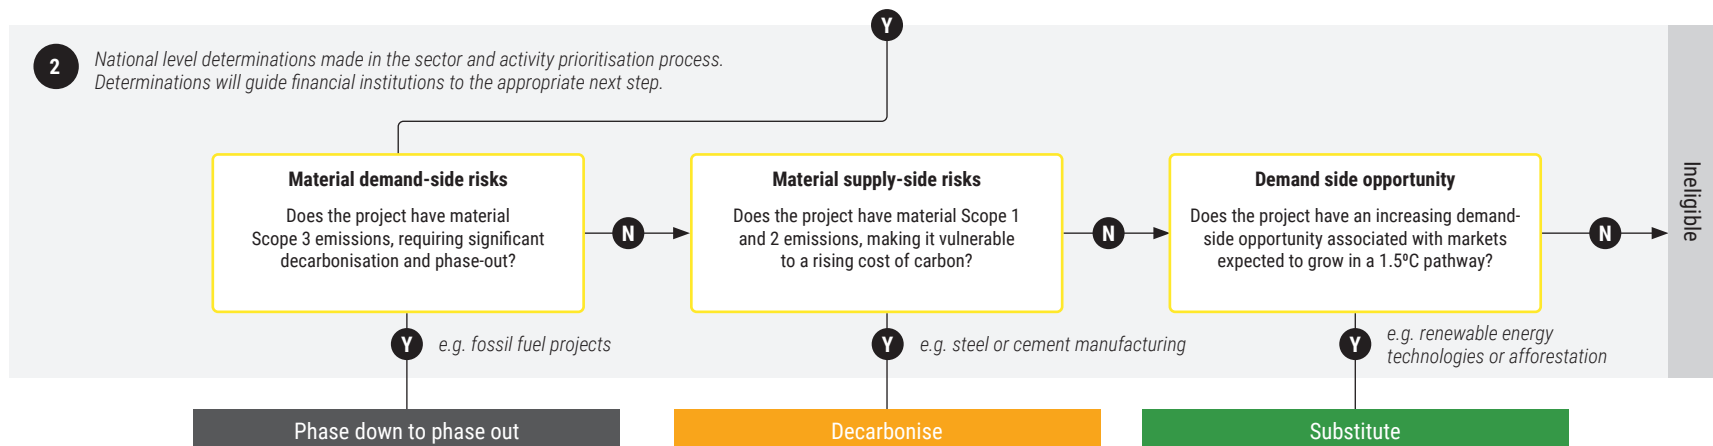 Y
2
National level determinations made in the sector and activity prioritisation process.
Determinations will guide financial institutions to the appropriate next step.
Material demand-side risks
Does the project have material
Scope 3 emissions, requiring significant
decarbonisation and phase-out?
N
Material supply-side risks
Does the project have material Scope 1
and 2 emissions, making it vulnerable
to a rising cost of carbon?
N
Demand side opportunity
Does the project have an increasing demand-
side opportunity associated with markets
expected to grow in a 1.5ºC pathway?
N
Ineligible
Y
e.g. fossil fuel projects
Y
e.g. steel or cement manufacturing
Y
e.g. renewable energy
technologies or afforestation
Phase down to phase out
Decarbonise
Substitute